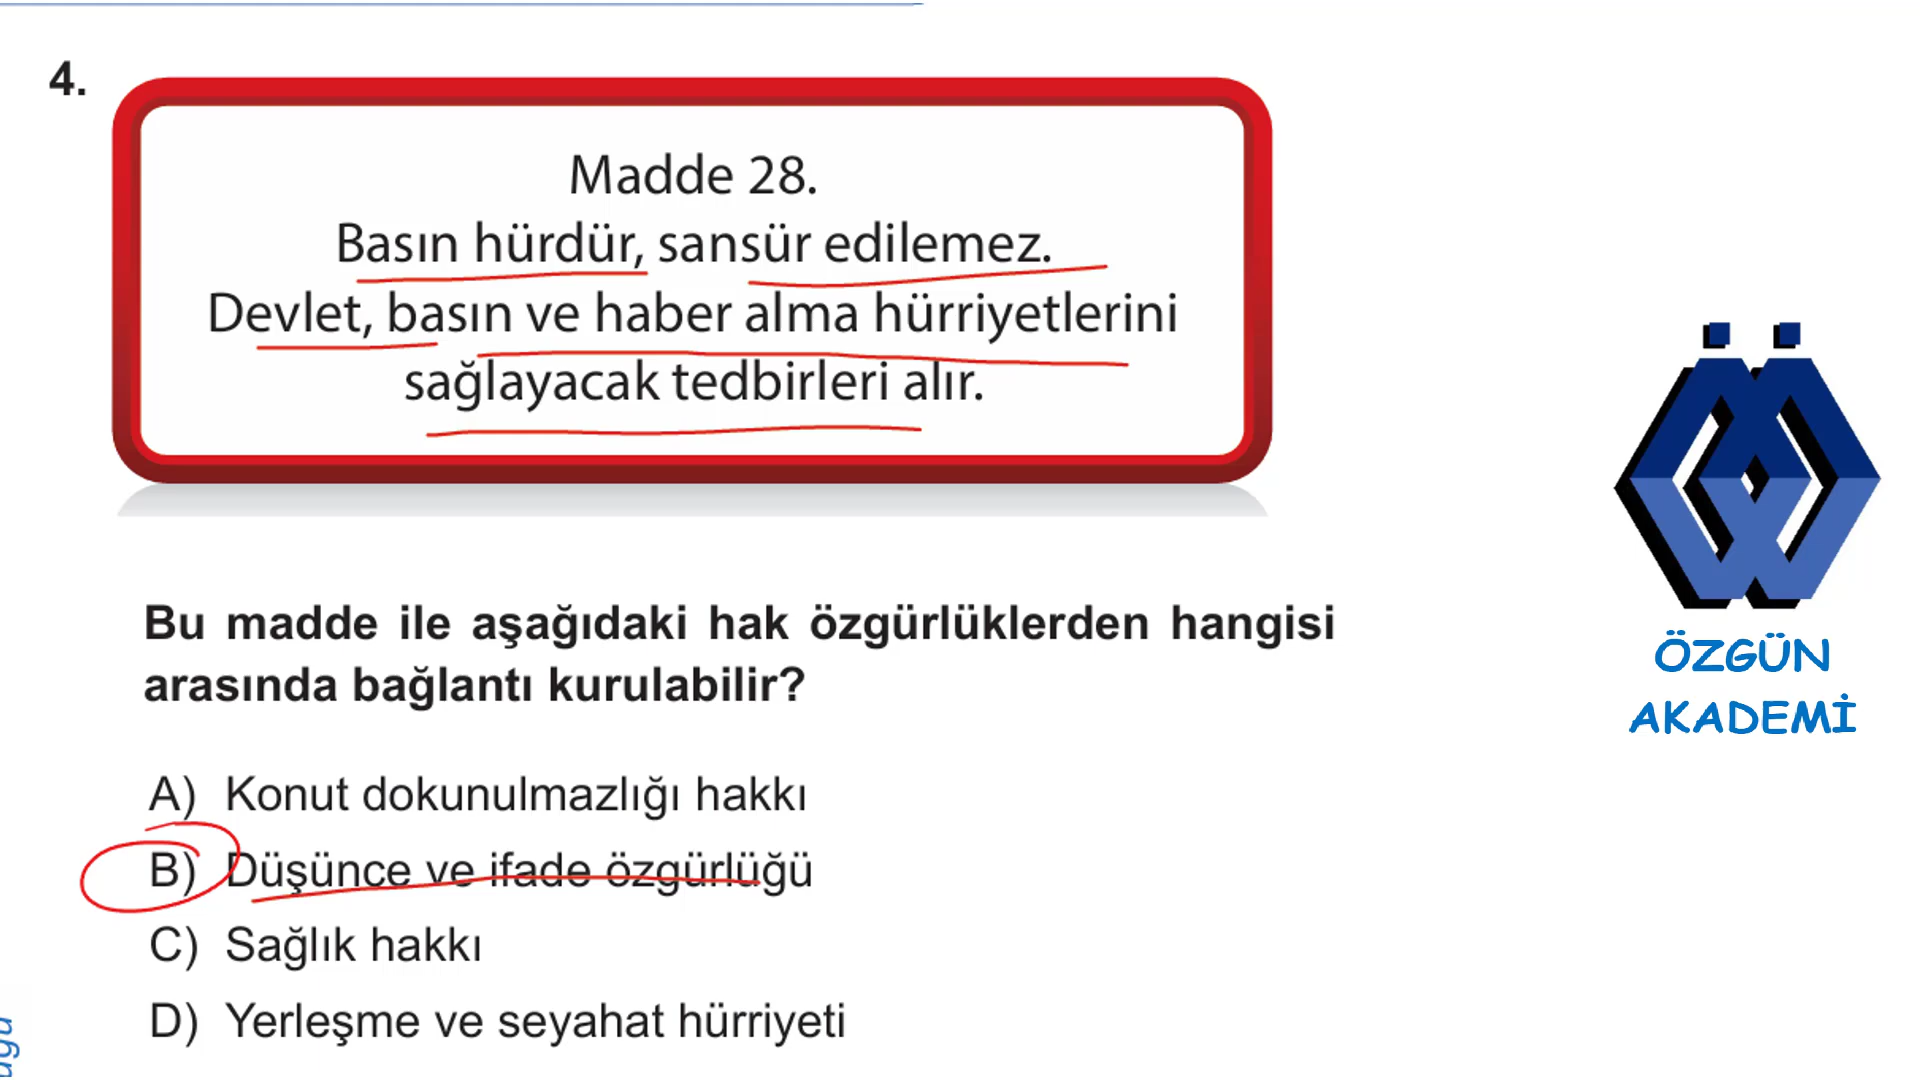 4.
Madde 28.
Basın hürdür, sansür edilemez.
Devlet, basın ve haber alma hürriyetlerini
sağlayacak tedbirleri alır.
Bu madde ile aşağıdaki hak özgürlüklerden hangisi
arasında bağlantı kurulabilir?
A) Konut dokunulmazlığı hakkı
B) Düşünce ve ifade özgürlüğü
C) Sağlık hakkı
D) Yerleşme ve seyahat hürriyeti
ÖZGÜN
AKADEMİ